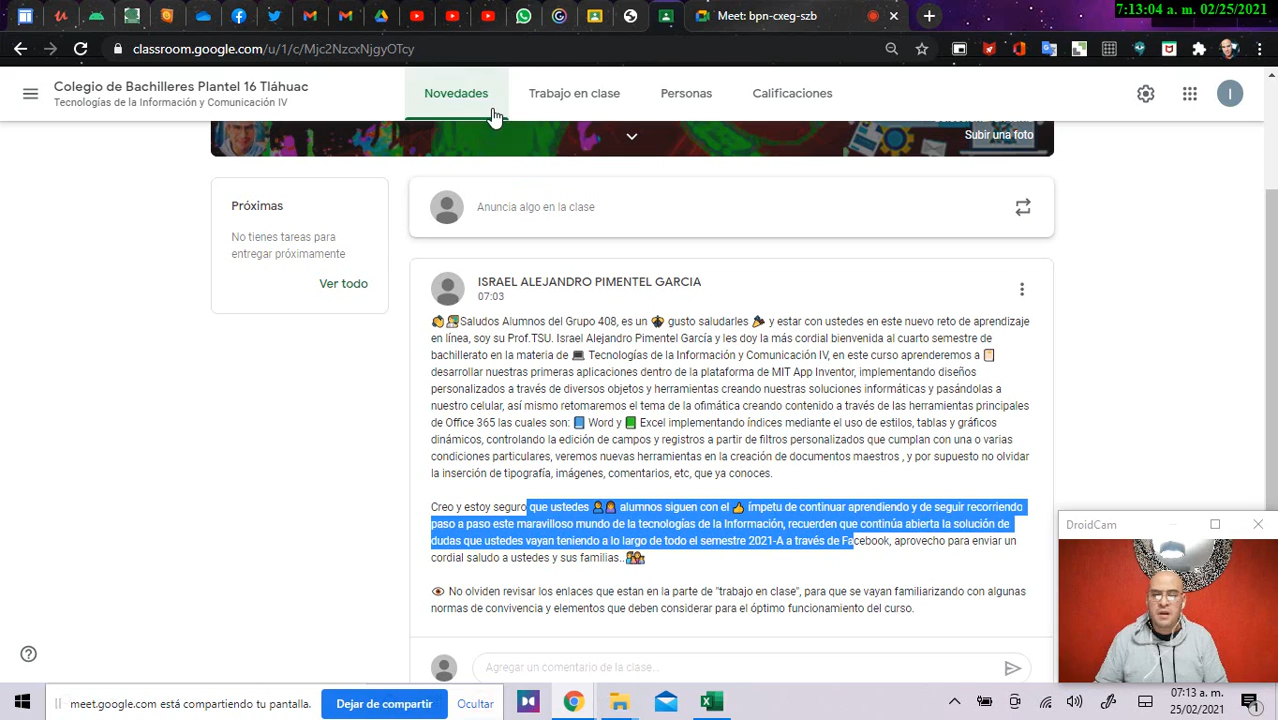 7:13:04 a. m. 02/25/2021
Meet: bpn-cxeg-szb
classroom.google.com/u/1/c/Mjc2NzcxNjgyOTcy
Colegio de Bachilleres Plantel 16 Tláhuac
Tecnologías de la Información y Comunicación IV
Novedades
Trabajo en clase
Personas
Calificaciones
I
Subir una foto
Próximas
No tienes tareas para
entregar próximamente
Ver todo
Anuncia algo en la clase
ISRAEL ALEJANDRO PIMENTEL GARCIA
07:03
👏👨‍🏫Saludos Alumnos del Grupo 408, es un 🙋 gusto saludarles 🎉 y estar con ustedes en este nuevo reto de aprendizaje
en línea, soy su Prof.TSU. Israel Alejandro Pimentel García y les doy la más cordial bienvenida al cuarto semestre de
bachillerato en la materia de 💻 Tecnologías de la Información y Comunicación IV, en este curso aprenderemos a 📋
desarrollar nuestras primeras aplicaciones dentro de la plataforma de MIT App Inventor, implementando diseños
personalizados a través de diversos objetos y herramientas creando nuestras soluciones informáticas y pasándolas a
nuestro celular, así mismo retomaremos el tema de la ofimática creando contenido a través de las herramientas principales
de Office 365 las cuales son: 📘 Word y 📗 Excel implementando índices mediante el uso de estilos, tablas y gráficos
dinámicos, controlando la edición de campos y registros a partir de filtros personalizados que cumplan con una o varias
condiciones particulares, veremos nuevas herramientas en la creación de documentos maestros , y por supuesto no olvidar
la inserción de tipografía, imágenes, comentarios, etc, que ya conoces.
Creo y estoy seguro que ustedes 👨👩 alumnos siguen con el 👍 ímpetu de continuar aprendiendo y de seguir recorriendo
paso a paso este maravilloso mundo de la tecnologías de la Información, recuerden que continúa abierta la solución de
dudas que ustedes vayan teniendo a lo largo de todo el semestre 2021-A a través de Facebook, aprovecho para enviar un
cordial saludo a ustedes y sus familias..👪
👁 No olviden revisar los enlaces que estan en la parte de "trabajo en clase", para que se vayan familiarizando con algunas
normas de convivencia y elementos que deben considerar para el óptimo funcionamiento del curso.
Agregar un comentario de la clase...
DroidCam
meet.google.com está compartiendo tu pantalla.
Dejar de compartir
Ocultar
07:13 a. m.
25/02/2021